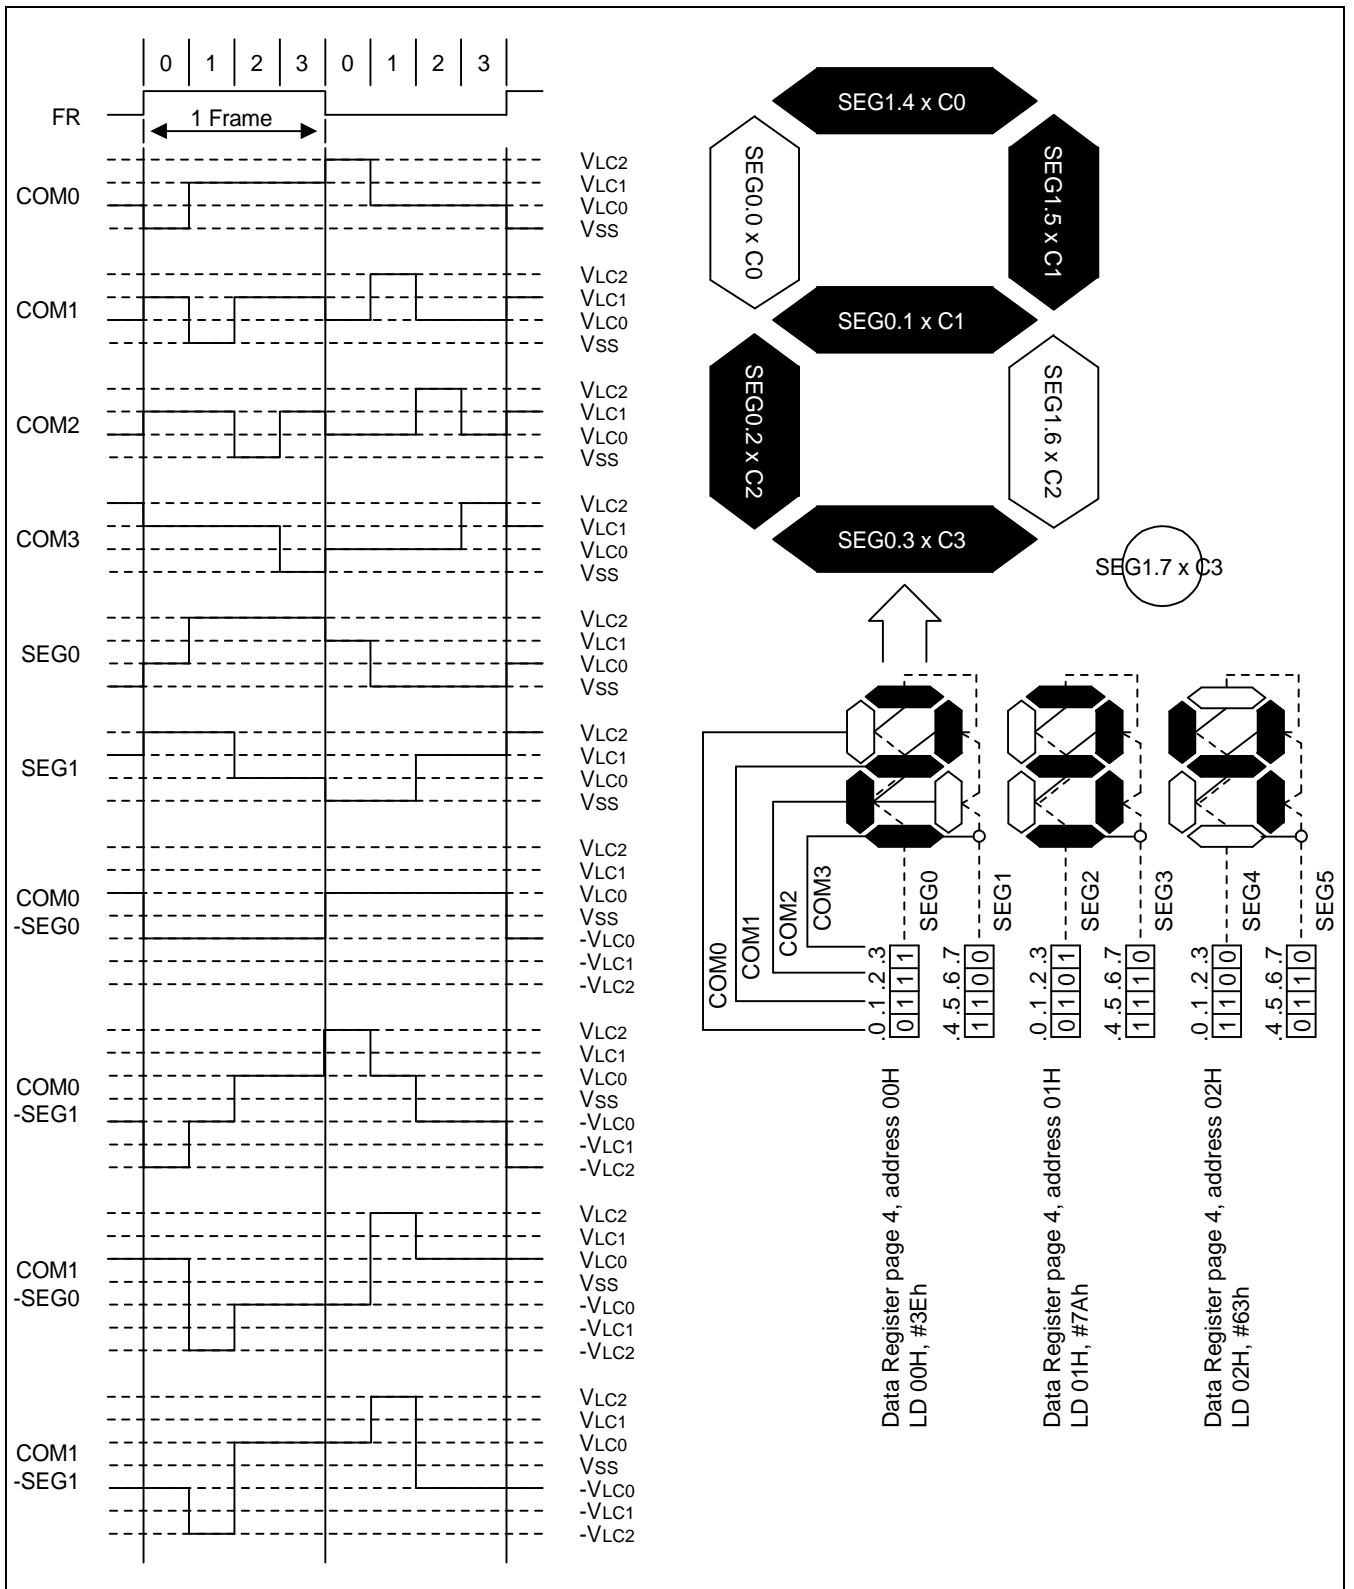 0 1 2 3 0 1 2 3
FR
1 Frame
COM0
VLC2
VLC1
VLC0
VSS
COM1
VLC2
VLC1
VLC0
VSS
COM2
VLC2
VLC1
VLC0
VSS
COM3
VLC2
VLC1
VLC0
VSS
SEG0
VLC2
VLC1
VLC0
VSS
SEG1
VLC2
VLC1
VLC0
VSS
COM0
-SEG0
VLC2
VLC1
VLC0
VSS
-VLC0
-VLC1
-VLC2
COM0
-SEG1
VLC2
VLC1
VLC0
VSS
-VLC0
-VLC1
-VLC2
COM1
-SEG0
VLC2
VLC1
VLC0
VSS
-VLC0
-VLC1
-VLC2
COM1
-SEG1
VLC2
VLC1
VLC0
VSS
-VLC0
-VLC1
-VLC2
SEG1.4 x C0
SEG0.0 x C0
SEG1.5 x C1
SEG0.1 x C1
SEG0.2 x C2
SEG1.6 x C2
SEG0.3 x C3
SEG1.7 x C3
COM0
COM1
COM2
COM3
SEG0
SEG1
SEG2
SEG3
SEG4
SEG5
.0 .1 .2 .3
0 1 1 1
.4 .5 .6 .7
1 1 0 0
.0 .1 .2 .3
0 1 0 1
.4 .5 .6 .7
1 1 1 0
.0 .1 .2 .3
1 1 0 0
.4 .5 .6 .7
0 1 1 0
Data Register page 4, address 00H
LD 00H, #3Eh
Data Register page 4, address 01H
LD 01H, #7Ah
Data Register page 4, address 02H
LD 02H, #63h